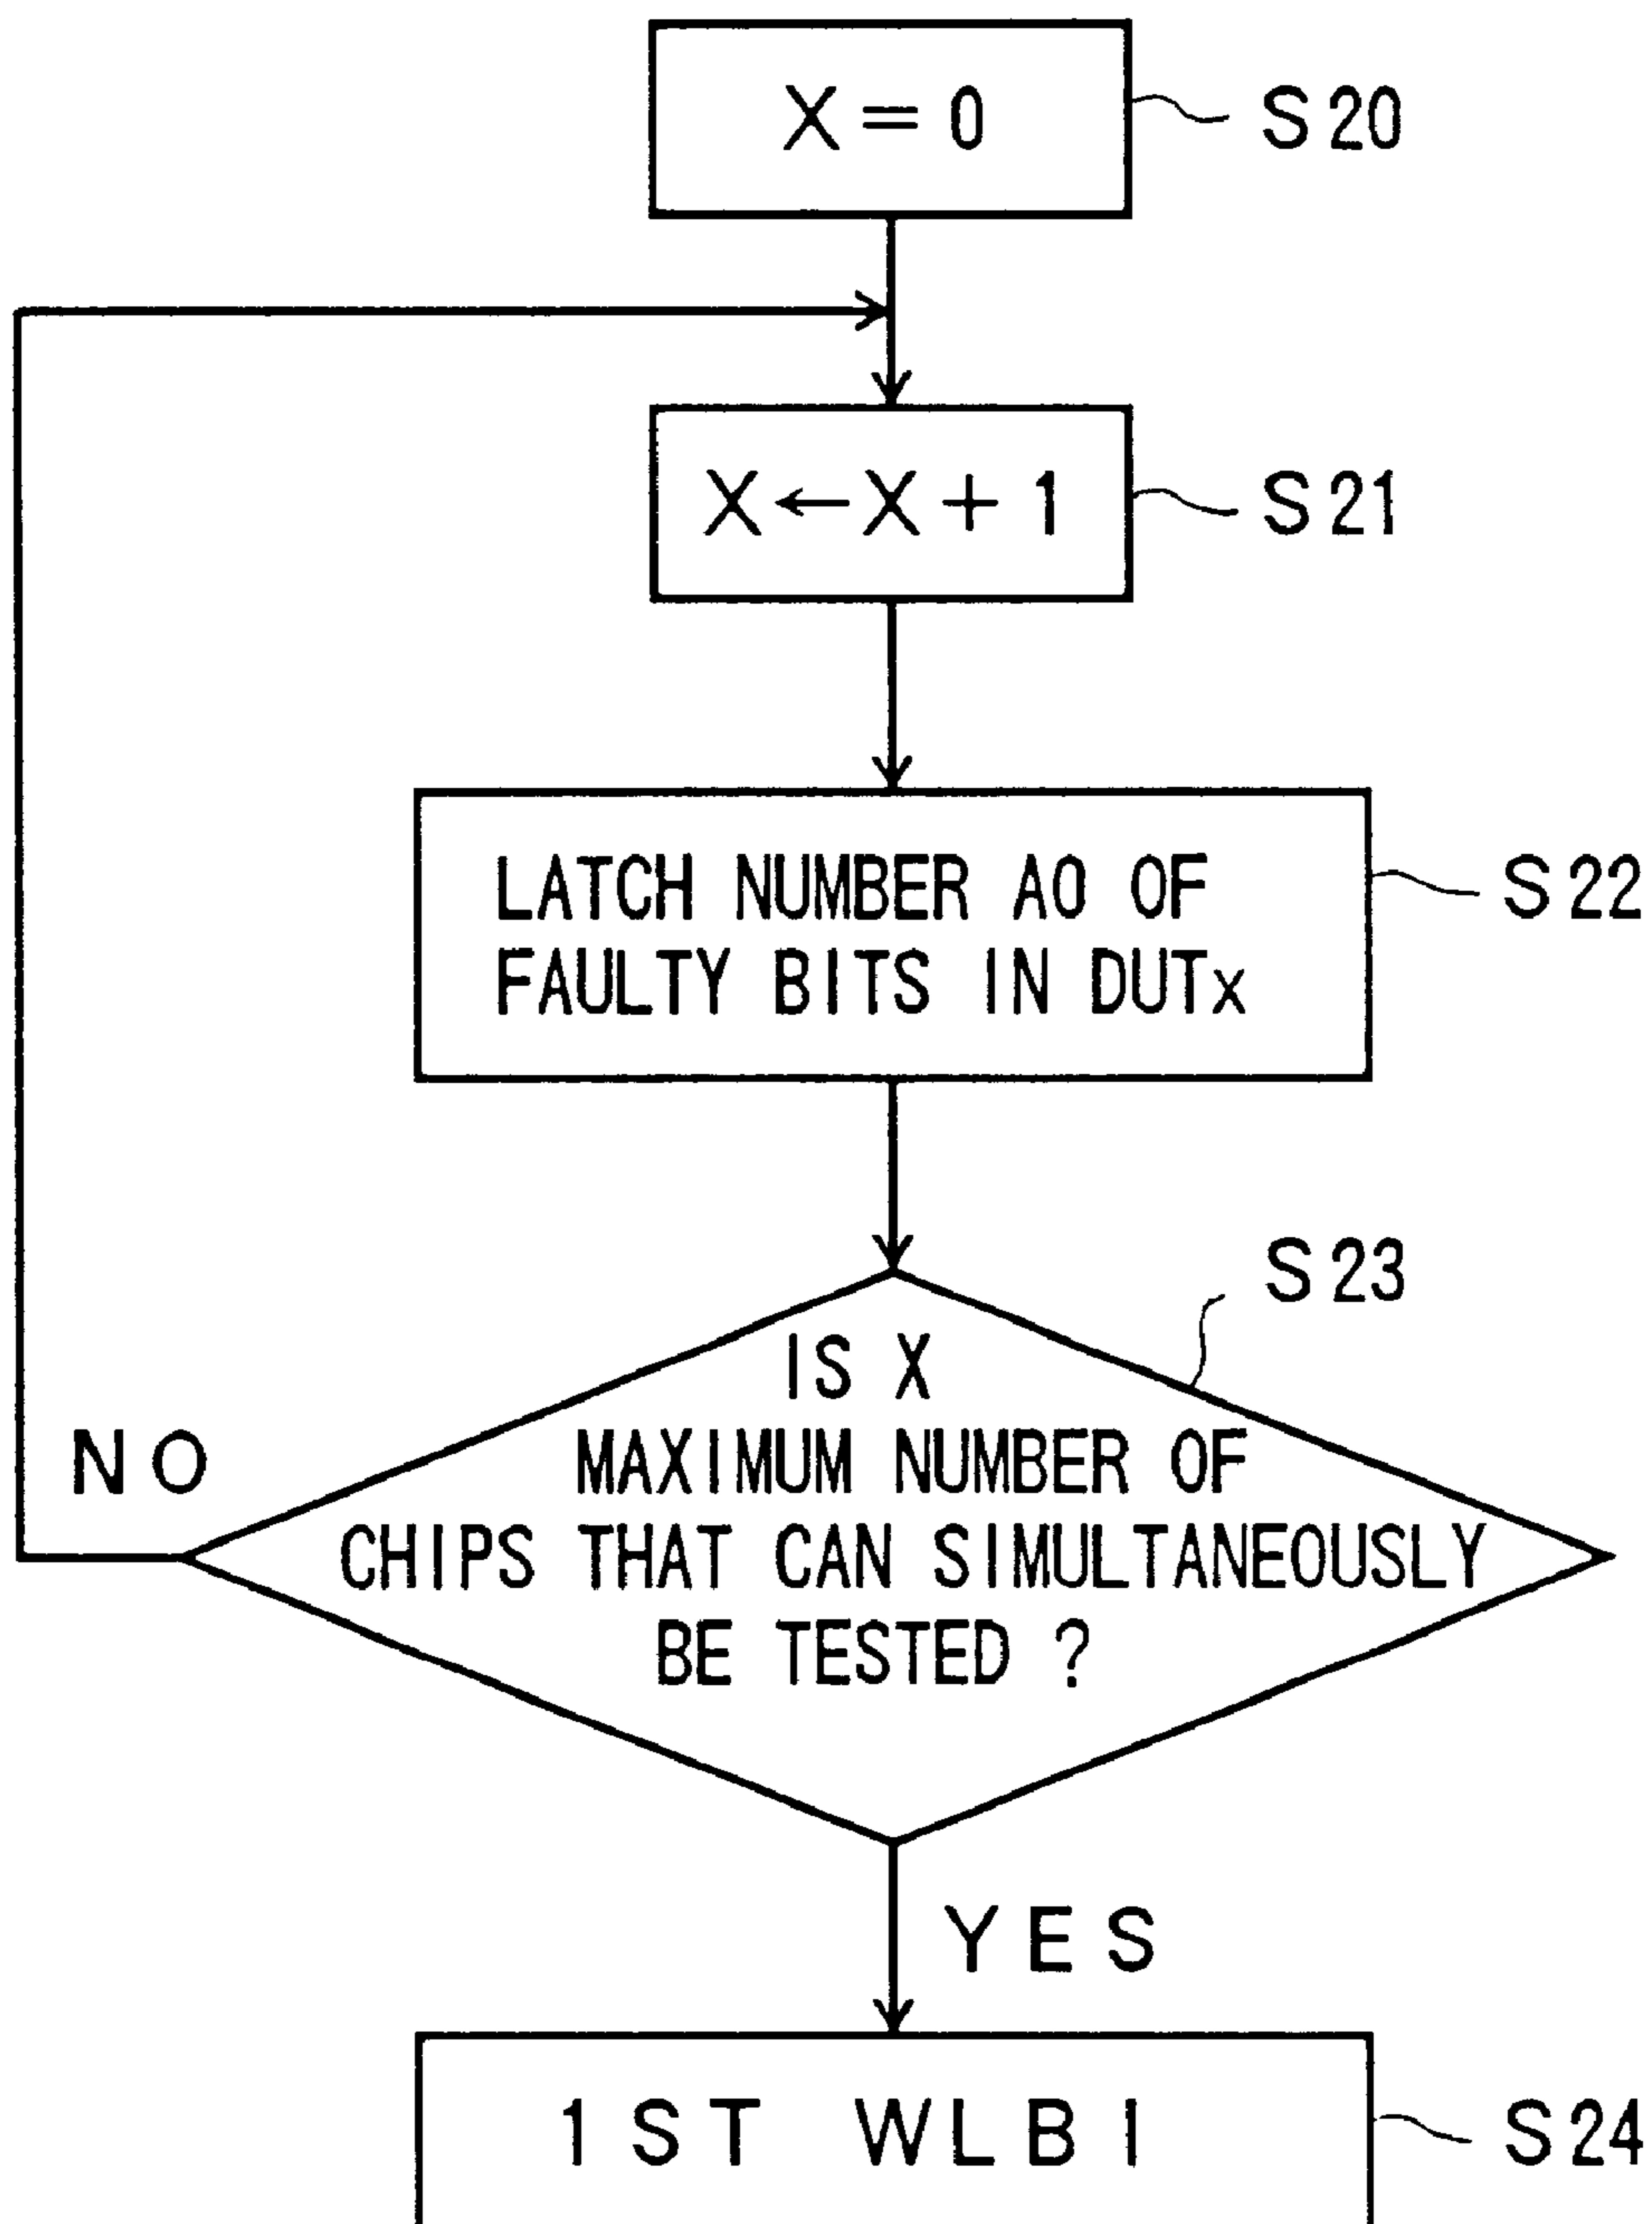 X=0
S20
X←X+1
S21
LATCH NUMBER A0 OF
FAULTY BITS IN DUTx
S22
S23
IS X
MAXIMUM NUMBER OF
CHIPS THAT CAN SIMULTANEOUSLY
BE TESTED ?
NO
YES
1ST WLBI
S24